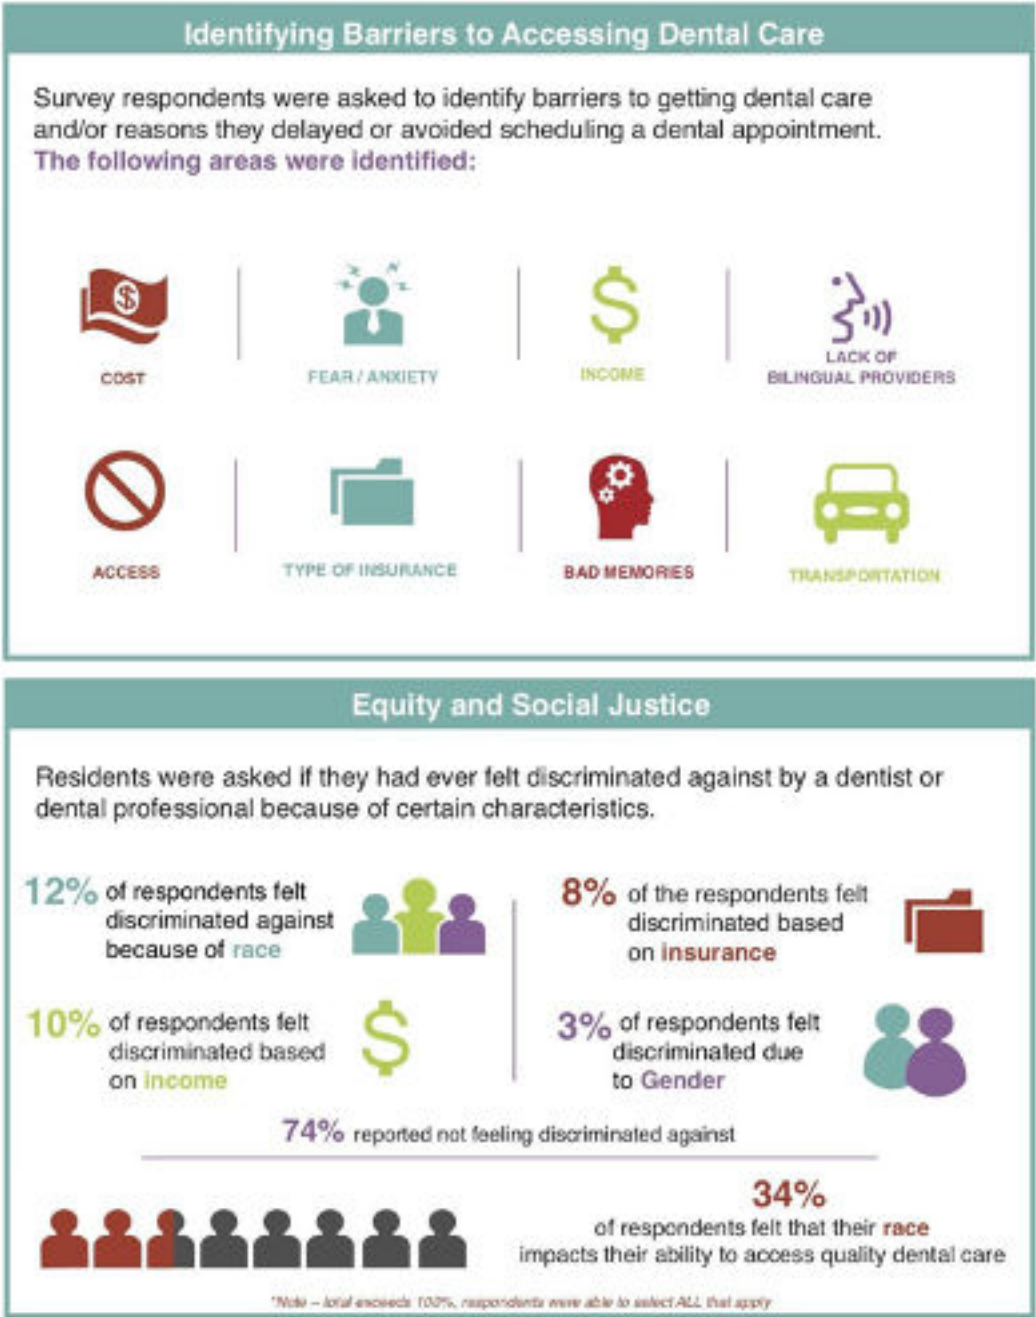 Identifying Barriers to Accessing Dental Care
Survey respondents were asked to identify barriers to getting dental care
and/or reasons they delayed or avoided scheduling a dental appointment.
The following areas were identified:
$
COST
FEAR / ANXIETY
$
INCOME
LACK OF
BILINGUAL PROVIDERS
ACCESS
TYPE OF INSURANCE
BAD MEMORIES
TRANSPORTATION
Equity and Social Justice
Residents were asked if they had ever felt discriminated against by a dentist or
dental professional because of certain characteristics.
12% of respondents felt
discriminated against
because of race
10% of respondents felt
discriminated based
on income
$
8% of the respondents felt
discriminated based
on insurance
3% of respondents felt
discriminated due
to Gender
74% reported not feeling discriminated against
34%
of respondents felt that their race
impacts their ability to access quality dental care
*Note – total exceeds 100%, respondents were able to select ALL that apply